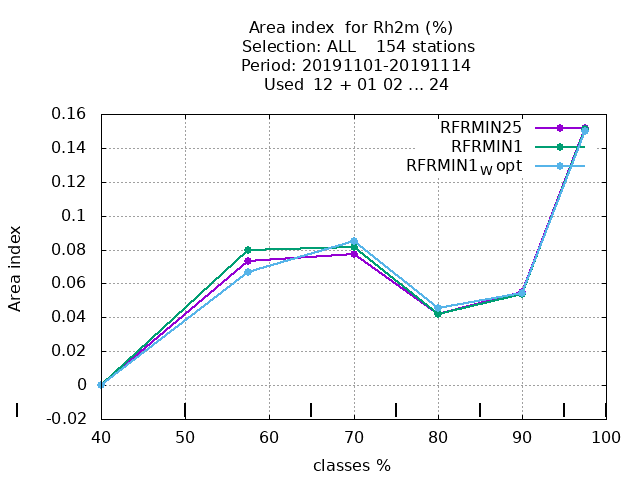 Area index  for Rh2m (%)
Selection: ALL    154 stations
Period: 20191101-20191114
Used  12 + 01 02 ... 24
RFRMIN25
RFRMIN1
RFRMIN1W opt
0.16
0.14
0.12
0.1
0.08
0.06
0.04
0.02
0
-0.02
Area index
40 50 60 70 80 90 100
classes %